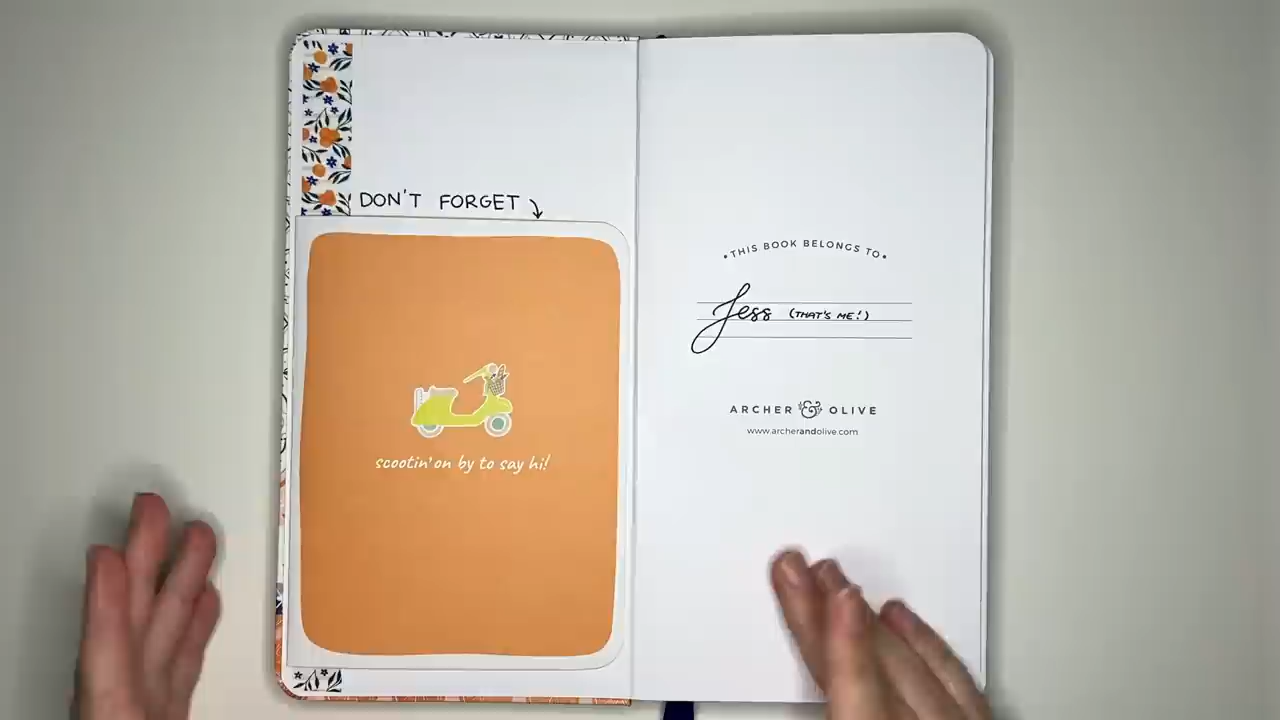 DON'T FORGET
scootin' on by to say hi!
• THIS BOOK BELONGS TO •
Jess (THAT'S ME!)
ARCHER & OLIVE
www.archerandolive.com